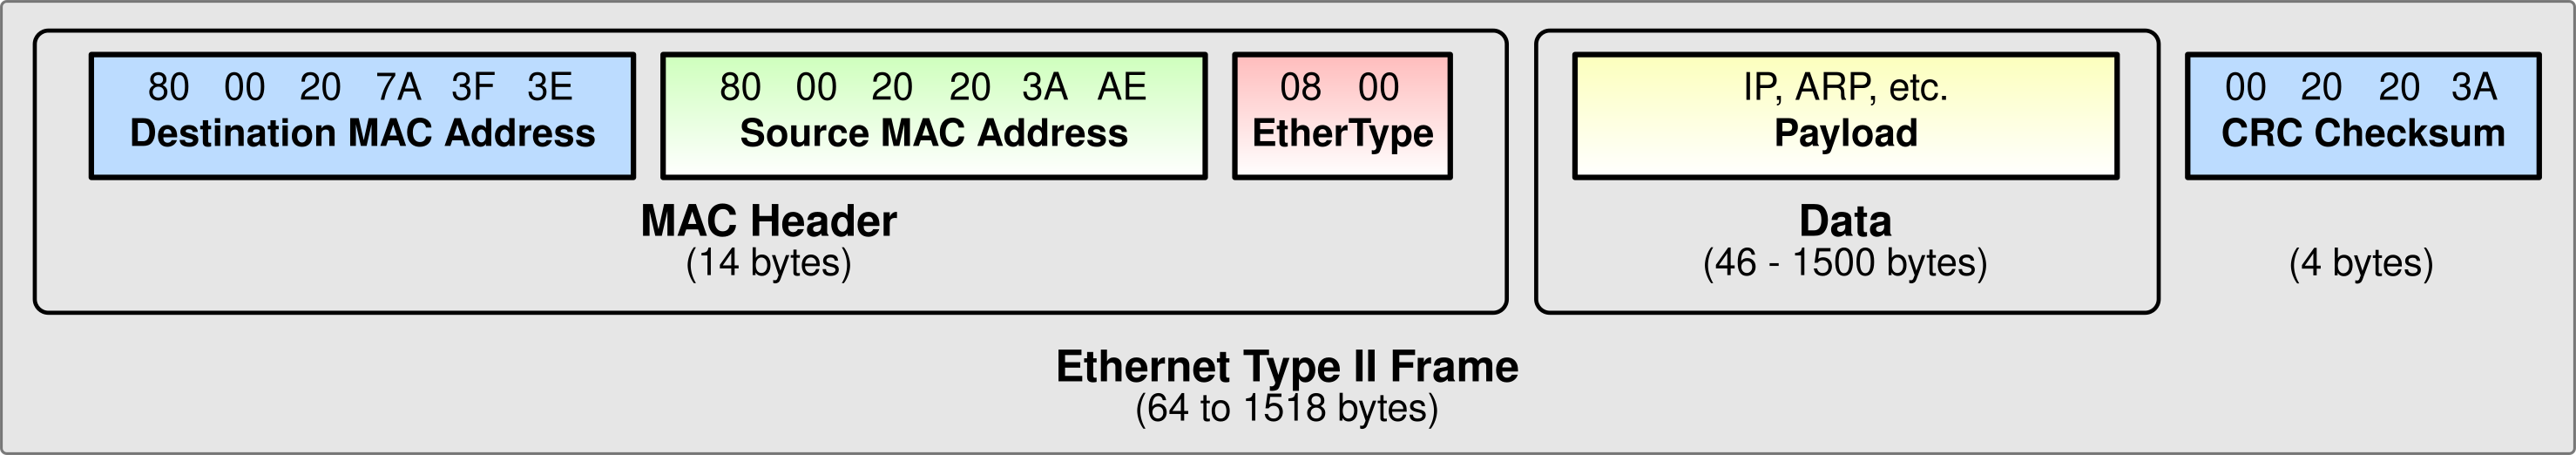 80 00 20 7A 3F 3E
Destination MAC Address
80 00 20 20 3A AE
Source MAC Address
08 00
EtherType
MAC Header
(14 bytes)
IP, ARP, etc.
Payload
Data
(46 - 1500 bytes)
00 20 20 3A
CRC Checksum
(4 bytes)
Ethernet Type II Frame
(64 to 1518 bytes)